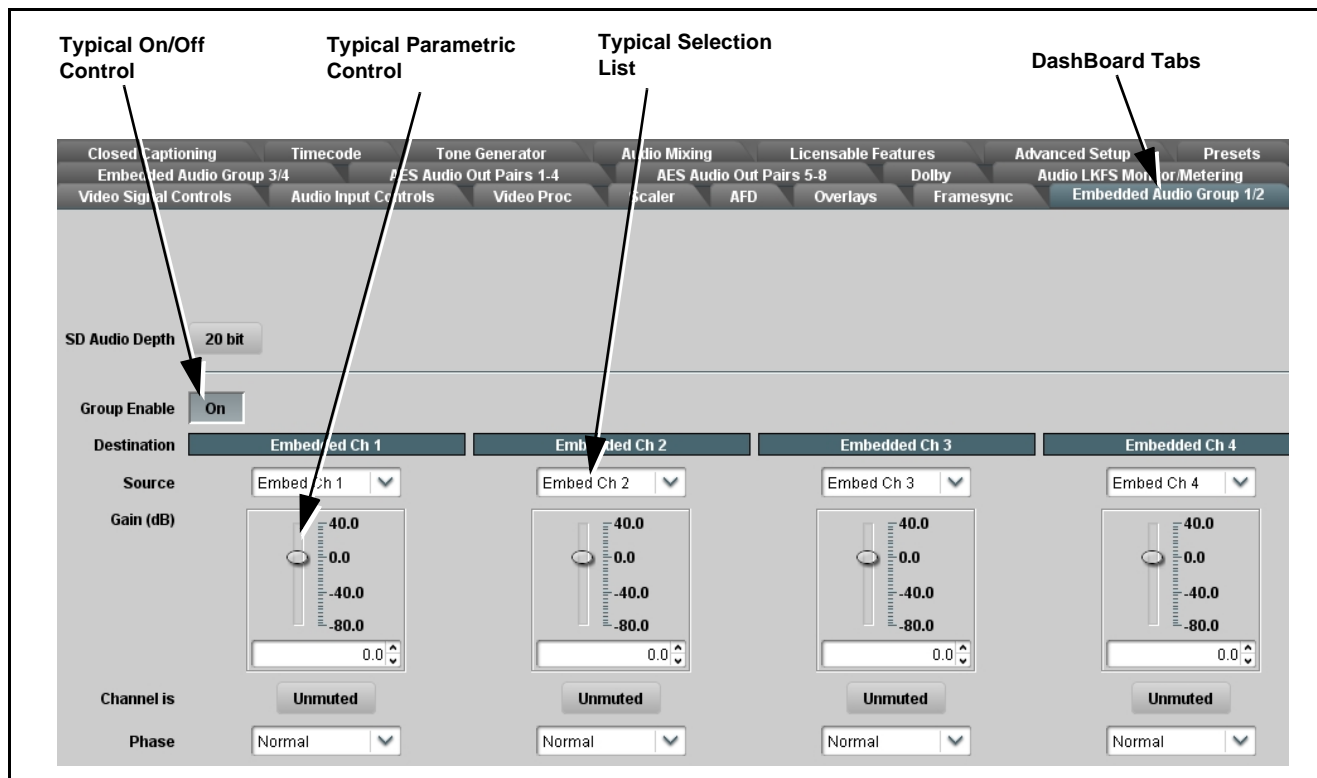 Typical On/Off
Control
Typical Parametric
Control
Typical Selection
List
DashBoard Tabs
Closed Captioning Timecode Tone Generator Audio Mixing Licensable Features Advanced Setup Presets
Embedded Audio Group 3/4 AES Audio Out Pairs 1-4 AES Audio Out Pairs 5-8 Dolby Audio LKFS Monitor/Metering
Video Signal Controls Audio Input Controls Video Proc Scaler AFD Overlays Framesync Embedded Audio Group 1/2
SD Audio Depth 20 bit
Group Enable On
Destination Embedded Ch 1 Embedded Ch 2 Embedded Ch 3 Embedded Ch 4
Source Embed Ch 1 Embed Ch 2 Embed Ch 3 Embed Ch 4
Gain (dB) 40.0 40.0 40.0 40.0
0.0 0.0 0.0 0.0
-40.0 -40.0 -40.0 -40.0
-80.0 -80.0 -80.0 -80.0
0.0 0.0 0.0 0.0
Channel is Unmuted Unmuted Unmuted Unmuted
Phase Normal Normal Normal Normal